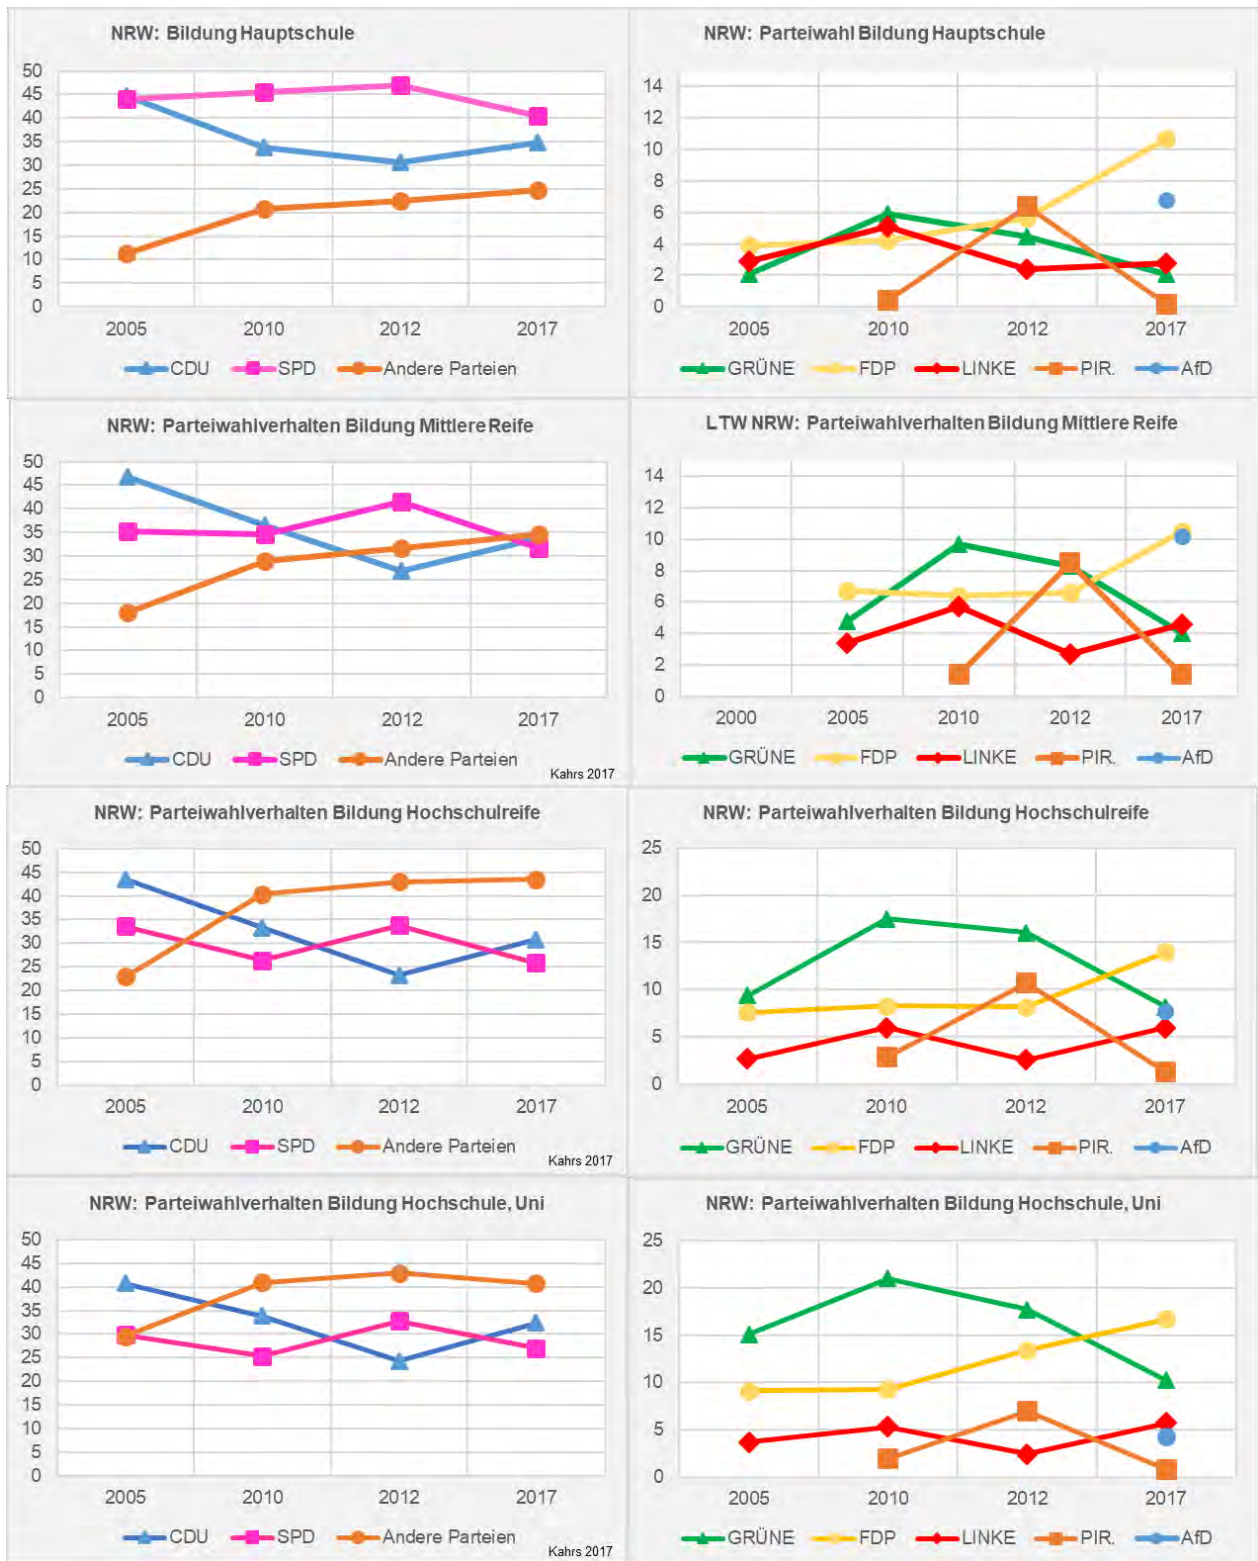 NRW: Bildung Hauptschule
50
45
40
35
30
25
20
15
10
5
0
2005 2010 2012 2017
CDU SPD Andere Parteien
NRW: Parteiwahl Bildung Hauptschule
14
12
10
8
6
4
2
0
2005 2010 2012 2017
GRÜNE FDP LINKE PIR. AfD
NRW: Parteiwahlverhalten Bildung Mittlere Reife
50
45
40
35
30
25
20
15
10
5
0
2005 2010 2012 2017
CDU SPD Andere Parteien
Kahrs 2017
LTW NRW: Parteiwahlverhalten Bildung Mittlere Reife
14
12
10
8
6
4
2
0
2000 2005 2010 2012 2017
GRÜNE FDP LINKE PIR. AfD
NRW: Parteiwahlverhalten Bildung Hochschulreife
50
45
40
35
30
25
20
15
10
5
0
2005 2010 2012 2017
CDU SPD Andere Parteien
Kahrs 2017
NRW: Parteiwahlverhalten Bildung Hochschulreife
25
20
15
10
5
0
2005 2010 2012 2017
GRÜNE FDP LINKE PIR. AfD
NRW: Parteiwahlverhalten Bildung Hochschule, Uni
50
45
40
35
30
25
20
15
10
5
0
2005 2010 2012 2017
CDU SPD Andere Parteien
Kahrs 2017
NRW: Parteiwahlverhalten Bildung Hochschule, Uni
25
20
15
10
5
0
2005 2010 2012 2017
GRÜNE FDP LINKE PIR. AfD